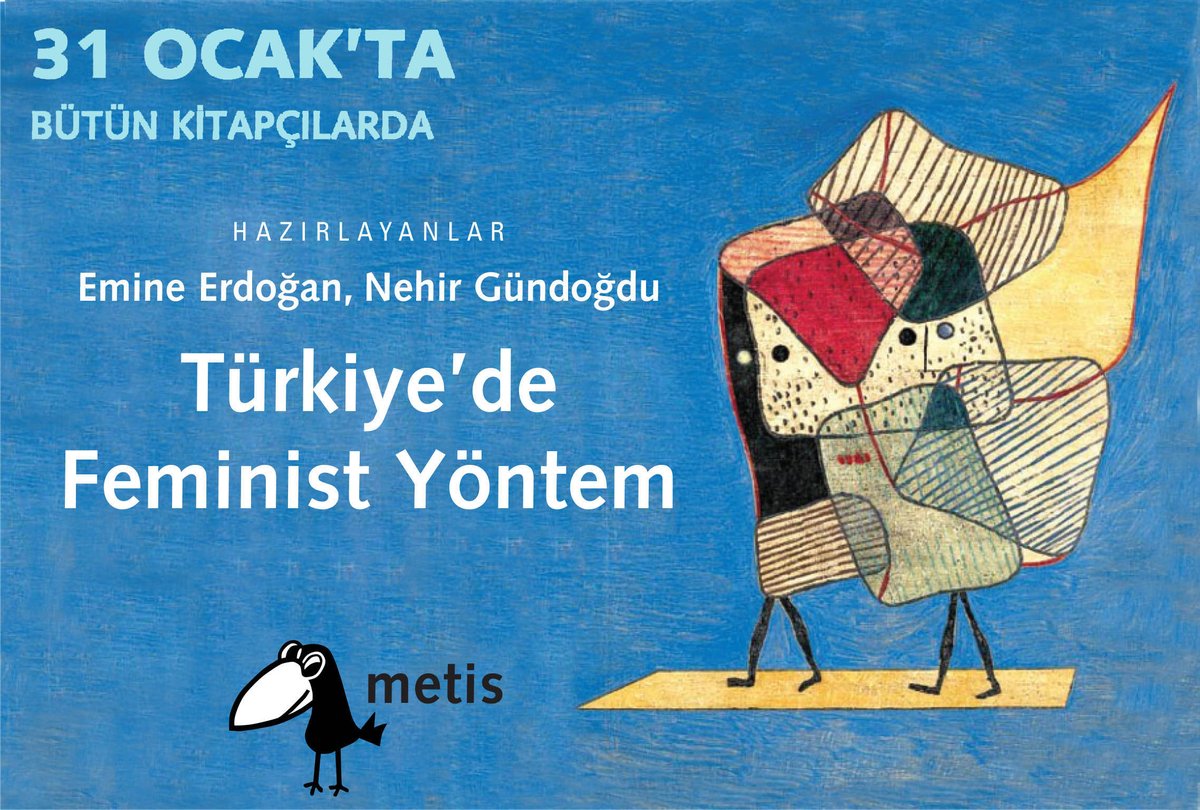 31 OCAK'TA
BÜTÜN KİTAPÇILARDA
HAZIRLAYANLAR
Emine Erdoğan, Nehir Gündoğdu
Türkiye'de
Feminist Yöntem
metis